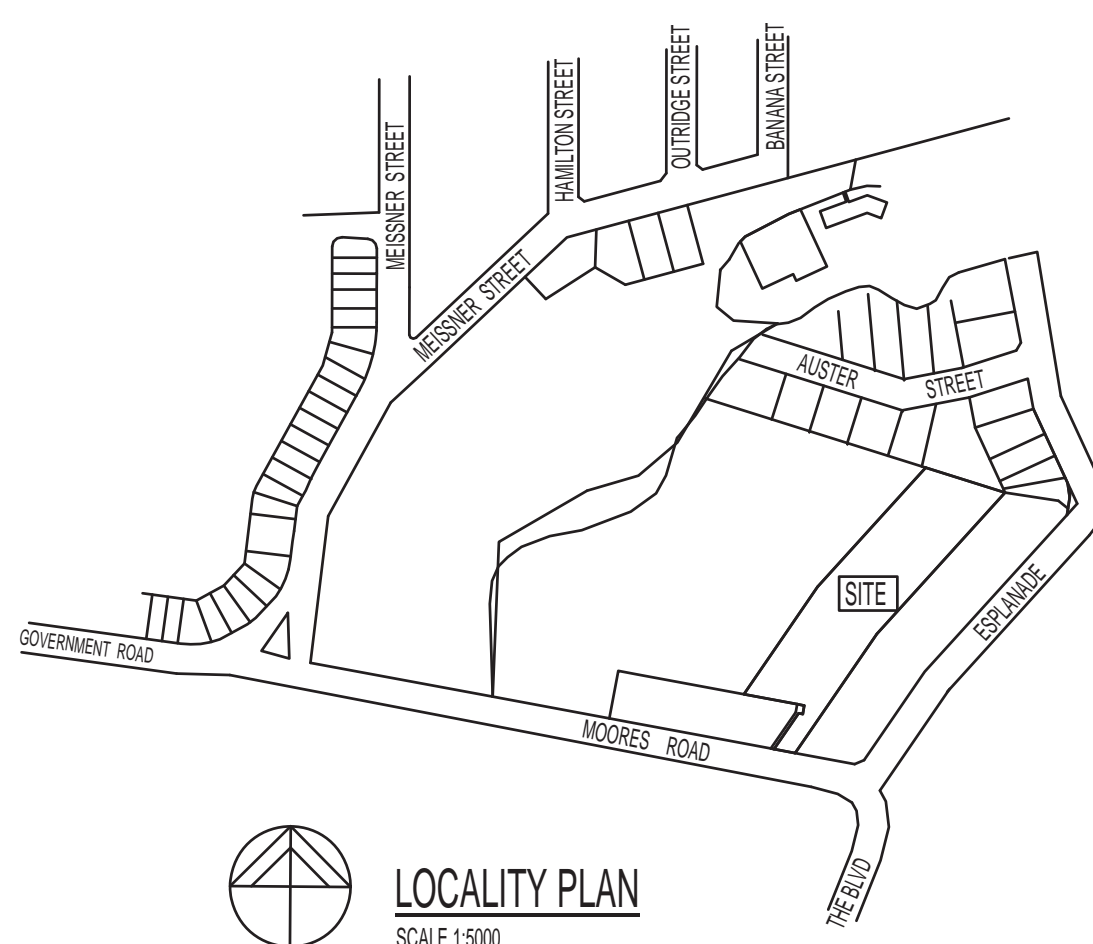 BANANA STREET
OUTRIDGE STREET
HAMILTON STREET
MEISSNER STREET
MEISSNER STREET
AUSTER STREET
SITE
ESPLANADE
GOVERNMENT ROAD
MOORES ROAD
THE BLVD
LOCALITY PLAN
SCALE 1:5000